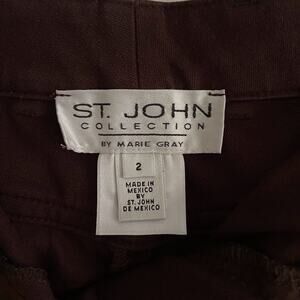 ST. JOHN
COLLECTION
BY MARIE GRAY
2
MADE IN
MEXICO
BY
ST. JOHN
DE MEXICO